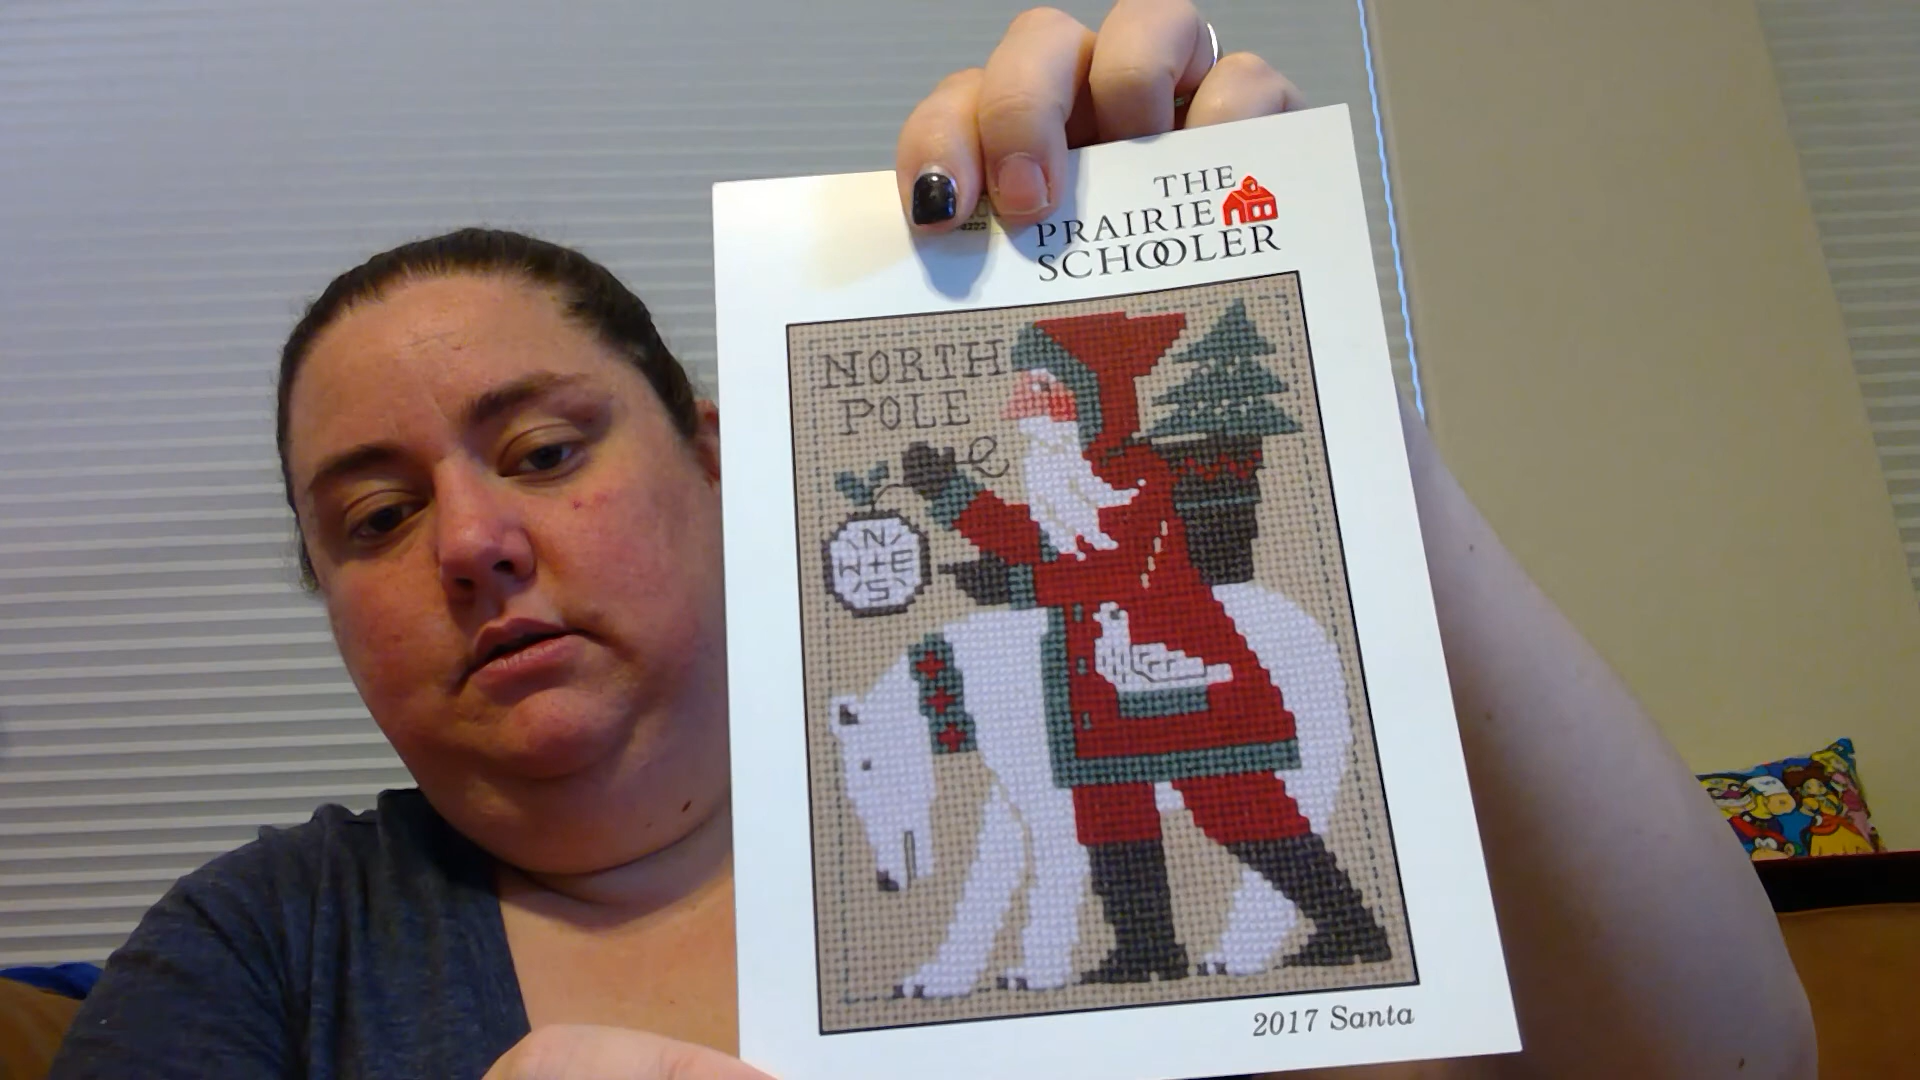 THE
PRAIRIE
SCHOOLER
NORTH
POLE
N
W E
S
2017 Santa